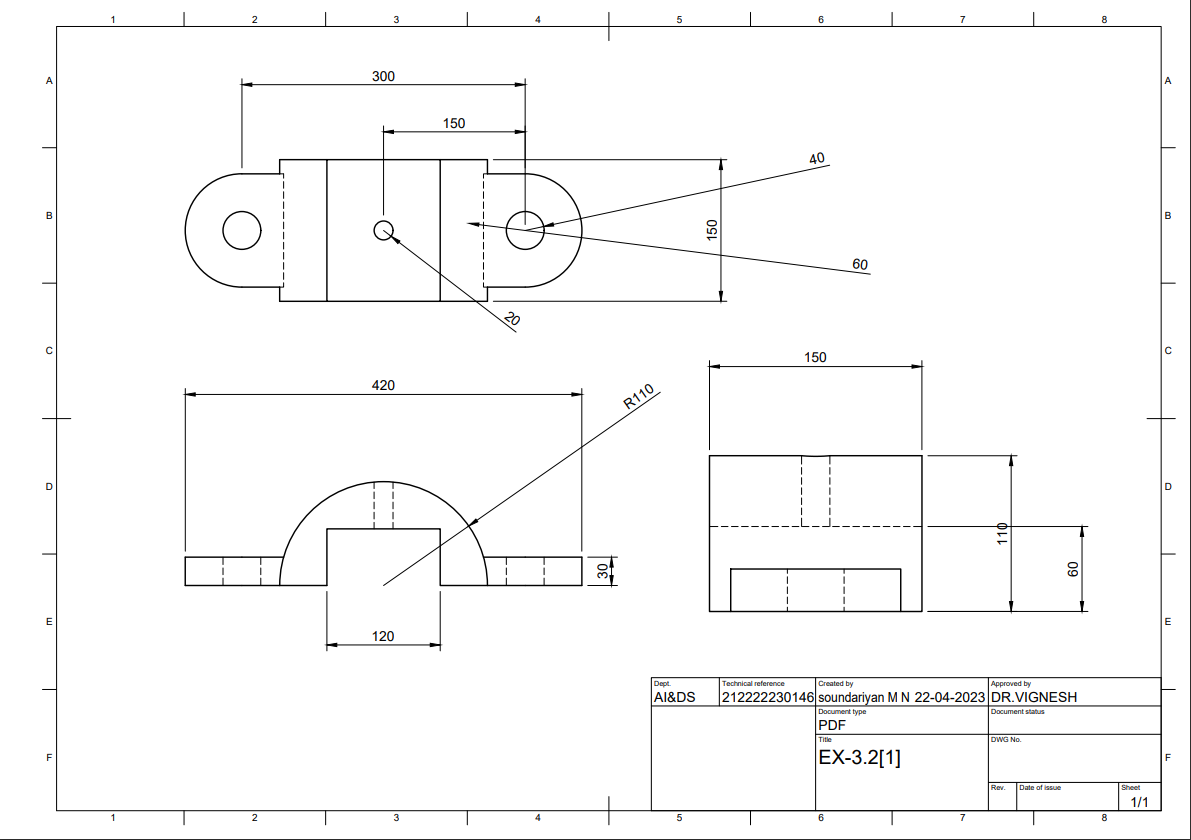 1 2 3 4 5 6 7 8
A A
300
150
40
B B
150
60
20
C C
150
420
R110
D D
110
30
60
E E
120
Dept. Technical reference Created by Approved by
AI&DS 212222230146 soundariyan M N 22-04-2023 DR.VIGNESH
Document type Document status
PDF
Title DWG No.
EX-3.2[1]
F F
Rev. Date of issue Sheet
1/1
1 2 3 4 5 6 7 8